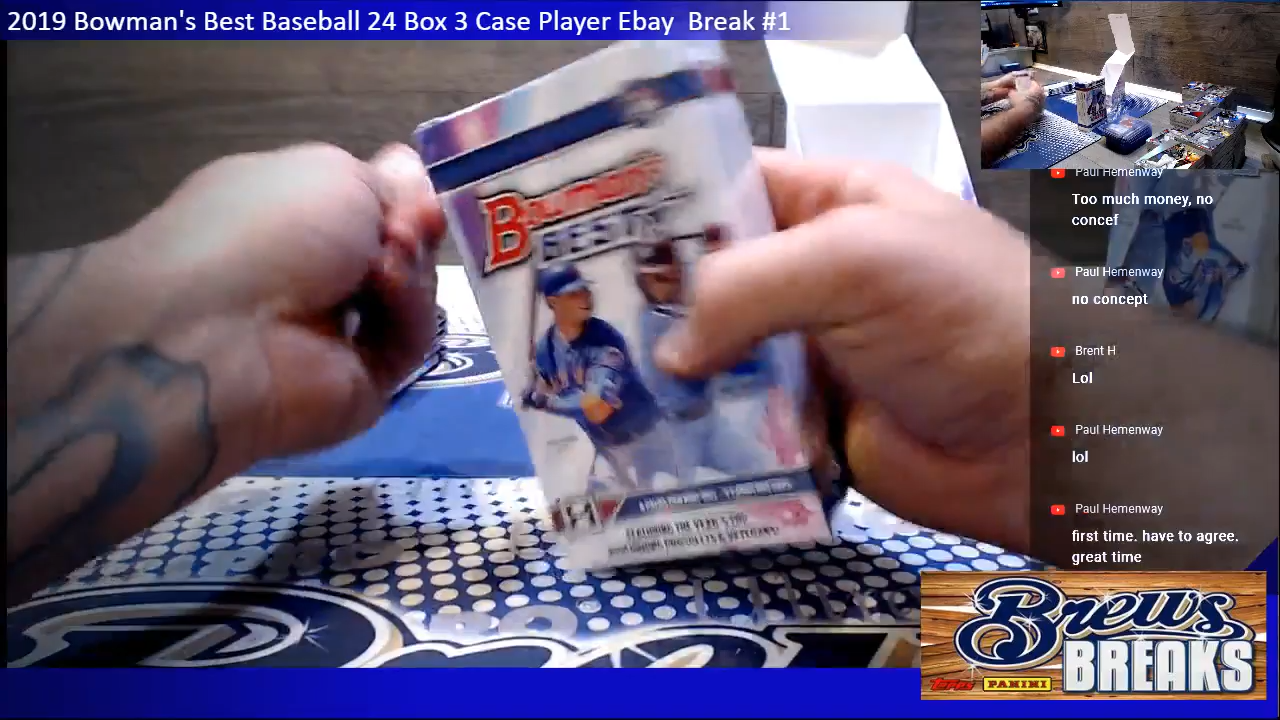 2019 Bowman's Best Baseball 24 Box 3 Case Player Ebay  Break #1
Bowman's
BEST
Paul Hemenway
Too much money, no
concef
Paul Hemenway
no concept
Brent H
Lol
Paul Hemenway
lol
Paul Hemenway
first time. have to agree.
great time
Brews
BREAKS
topps PANINI